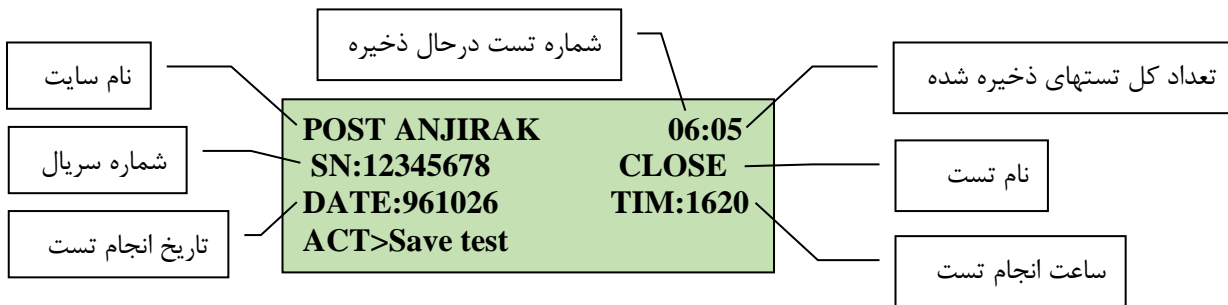 شماره تست درحال ذخیره
نام سایت
تعداد کل تستهای ذخیره شده
POST ANJIRAK 06:05
SN:12345678 CLOSE
شماره سریال
نام تست
DATE:961026 TIM:1620
تاریخ انجام تست
ACT>Save test
ساعت انجام تست